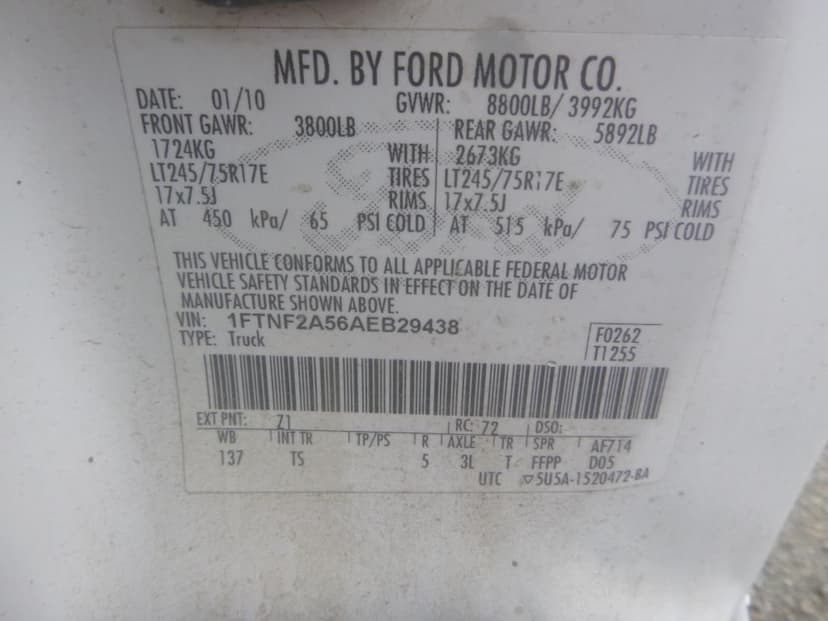 MFD. BY FORD MOTOR CO.
DATE: 01/10 GVWR: 8800LB/ 3992KG
FRONT GAWR: 3800LB REAR GAWR: 5892LB
1724KG WITH 2673KG WITH
LT245/75R17E TIRES LT245/75R17E TIRES
17x7.5J RIMS 17x7.5J RIMS
AT 450 kPa/ 65 PSI COLD AT 515 kPa/ 75 PSI COLD
THIS VEHICLE CONFORMS TO ALL APPLICABLE FEDERAL MOTOR
VEHICLE SAFETY STANDARDS IN EFFECT ON THE DATE OF
MANUFACTURE SHOWN ABOVE.
VIN: 1FTNF2A56AEB29438
TYPE: Truck
F0262
T1255
EXT PNT: Z1 RC: 72 DSO:
WB INT TR TP/PS R AXLE TR SPR AF714
137 TS 5 3L T FFPP D05
UTC ▽5U5A-1520472-BA